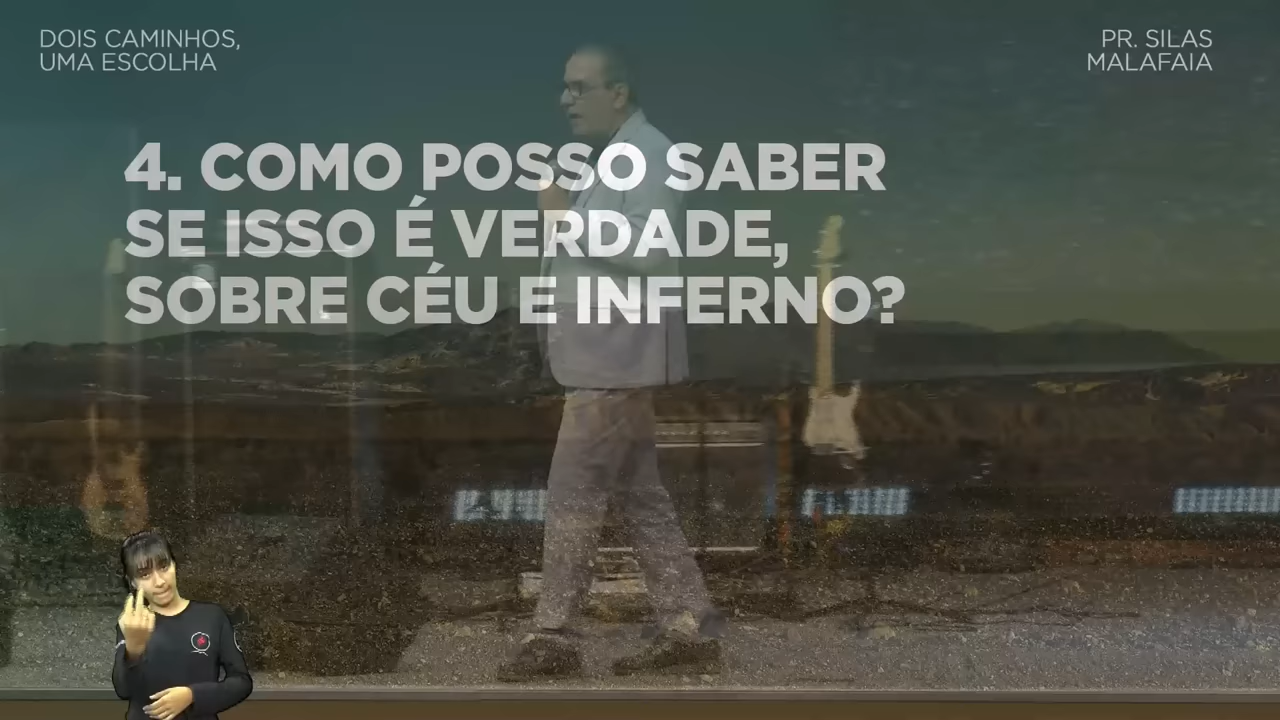 DOIS CAMINHOS,
UMA ESCOLHA
PR. SILAS
MALAFAIA
4. COMO POSSO SABER
SE ISSO É VERDADE,
SOBRE CÉU E INFERNO?